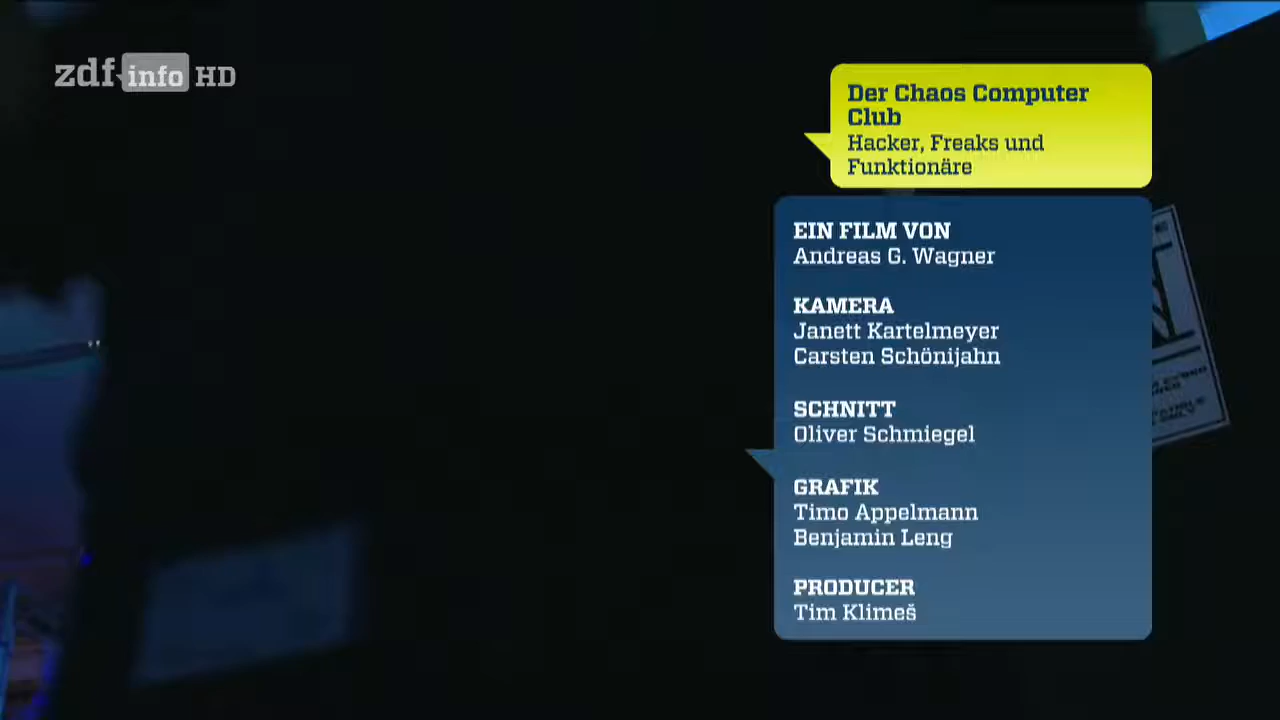 zdf info HD
Der Chaos Computer
Club
Hacker, Freaks und
Funktionäre
EIN FILM VON
Andreas G. Wagner
KAMERA
Janett Kartelmeyer
Carsten Schönijahn
SCHNITT
Oliver Schmiegel
GRAFIK
Timo Appelmann
Benjamin Leng
PRODUCER
Tim Klimeš